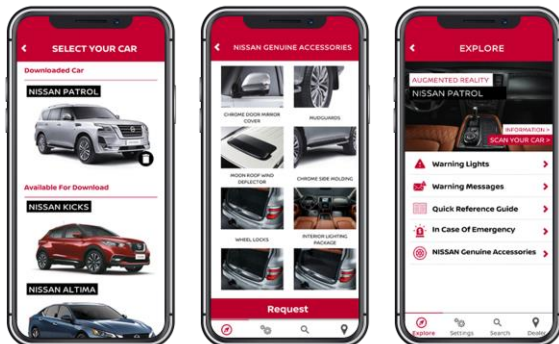 SELECT YOUR CAR
Downloaded Car
NISSAN PATROL
Available For Download
NISSAN KICKS
NISSAN ALTIMA
NISSAN GENUINE ACCESSORIES
CHROME DOOR MIRROR
COVER
MUDGUARDS
MOON ROOF WIND
DEFLECTOR
CHROME SIDE MOLDING
WHEEL LOCKS
INTERIOR LIGHTING
PACKAGE
Request
EXPLORE
AUGMENTED REALITY
NISSAN PATROL
INFORMATION >
SCAN YOUR CAR >
Warning Lights
Warning Messages
Quick Reference Guide
In Case Of Emergency
NISSAN Genuine Accessories
Explore
Settings
Search
Dealer